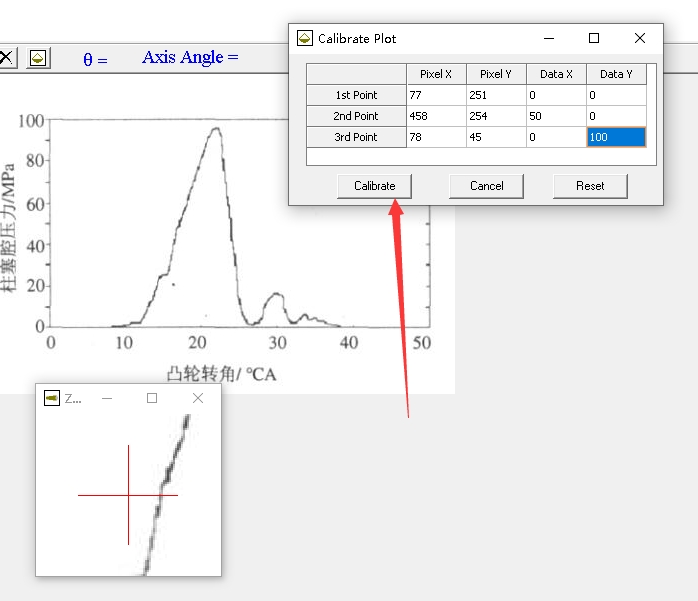 Calibrate Plot
θ =
Axis Angle =
Pixel X Pixel Y Data X Data Y
1st Point 77 251 0 0
2nd Point 458 254 50 0
3rd Point 78 45 0 100
Calibrate Cancel Reset
柱塞腔压力/MPa
100
80
60
40
20
0
0 10 20 30 40 50
凸轮转角/ °CA
Z...